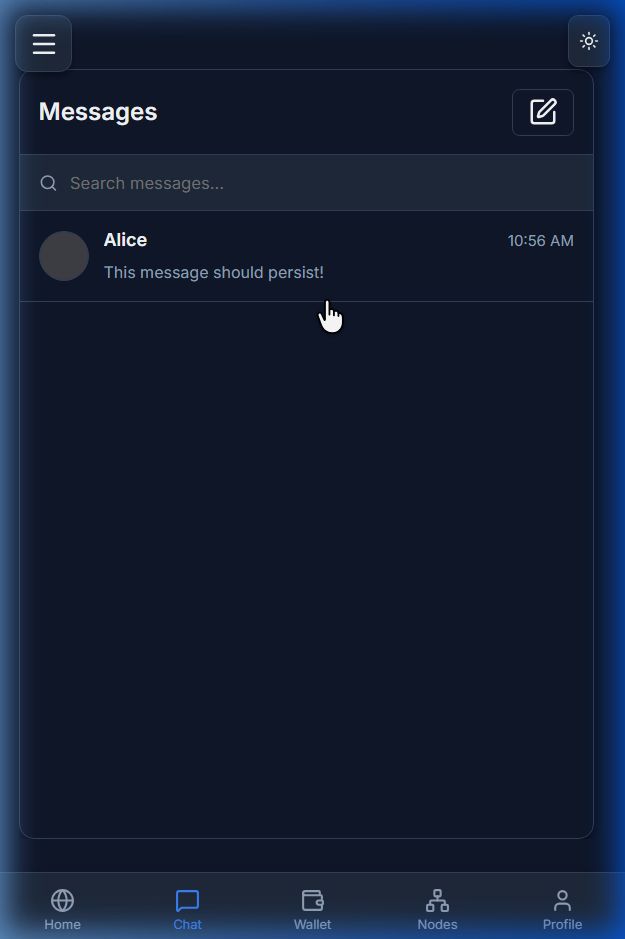 Messages
Search messages...
Alice
10:56 AM
This message should persist!
Home
Chat
Wallet
Nodes
Profile